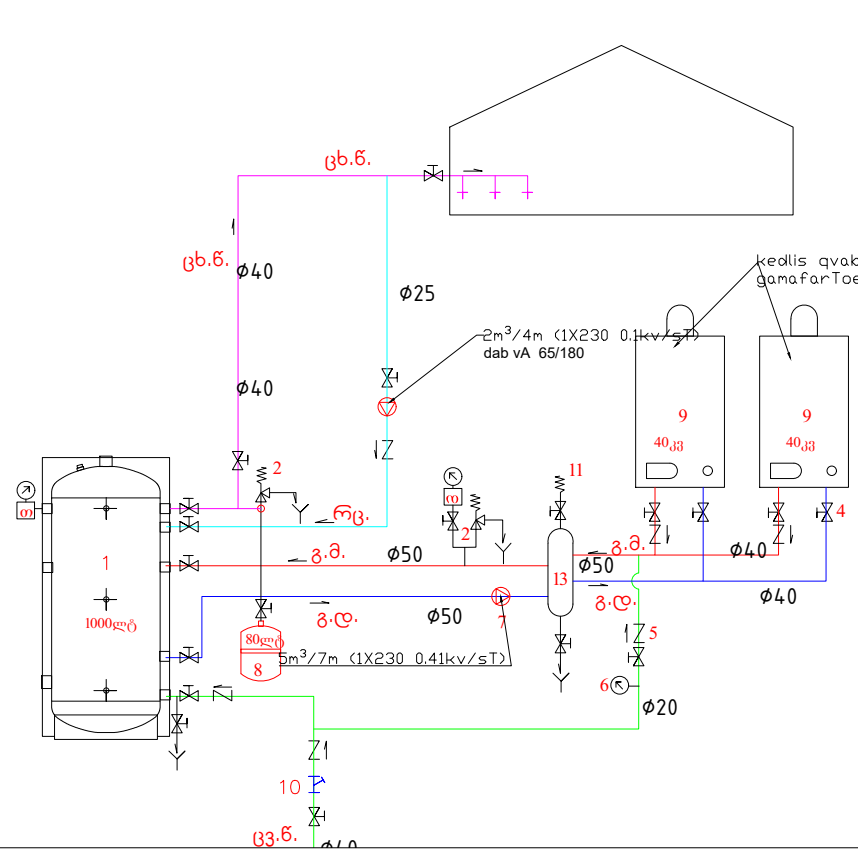 ცხ.წ.
ცხ.წ.
Ø40
kedlis qvab
gamafarToe
Ø25
2m³/4m (1X230 0.1kv/sT)
dab vA 65/180
Ø40
9
40კვ
9
40კვ
2
11
თ
თ
4
რც.
2
გ.მ.
Ø50
გ.მ.
Ø50
Ø40
1
13
1000ლტ
გ.დ.
Ø50
7
გ.დ.
Ø40
80ლტ
8
5m³/7m (1X230 0.41kv/sT)
5
6
Ø20
10
ცვ.წ.
Ø40